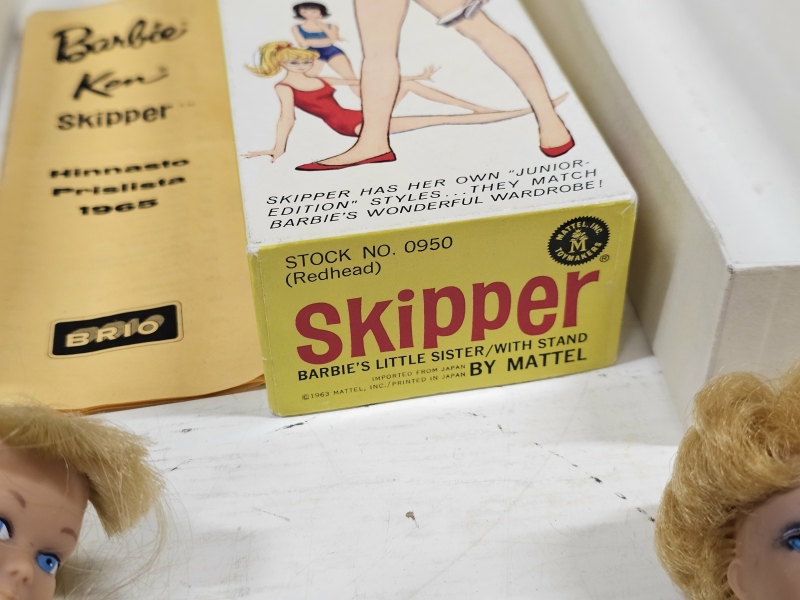 Barbie
Ken
Skipper™
Hinnasto
Prislista
1965
BRIO
SKIPPER HAS HER OWN "JUNIOR-
EDITION" STYLES...THEY MATCH
BARBIE'S WONDERFUL WARDROBE!
STOCK NO. 0950
(Redhead)
MATTEL, INC.
M
TOYMAKERS
®
Skipper
BARBIE'S LITTLE SISTER/WITH STAND
IMPORTED FROM JAPAN
©1963 MATTEL, INC./PRINTED IN JAPAN
BY MATTEL